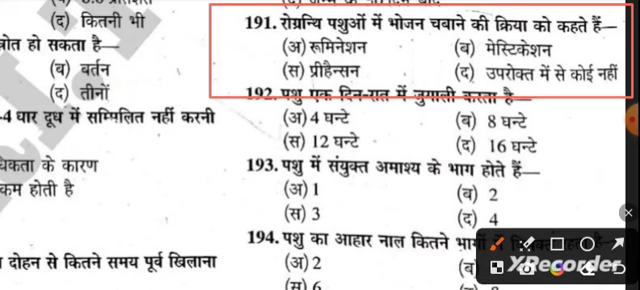 (द) कितनी भी
त्रोत हो सकता है—
(ब) बर्तन
(द) तीनों
-4 धार दूध में सम्मिलित नहीं करनी
धेकता के कारण
कम होती है
दोहन से कितने समय पूर्व खिलाना
191. रोमन्थि पशुओं में भोजन चवाने की क्रिया को कहते हैं—
(अ) रूमिनेशन (ब) मेस्टिकेशन
(स) प्रीहैन्सन (द) उपरोक्त में से कोई नहीं
192. पशु एक दिन-रात में जुगाली करता है—
(अ) 4 घन्टे (ब) 8 घन्टे
(स) 12 घन्टे (द) 16 घन्टे
193. पशु में संयुक्त अमाशय के भाग होते हैं—
(अ) 1 (ब) 2
(स) 3 (द) 4
194. पशु का आहार नाल कितने भागों में
(अ) 2 (ब)
(स) 6
XRecorder